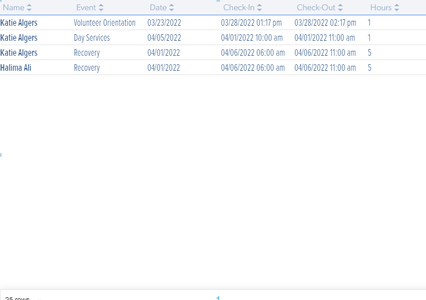 Name Event Date Check-In Check-Out Hours
Katie Algers Volunteer Orientation 03/23/2022 03/28/2022 01:17 pm 03/28/2022 02:17 pm 1
Katie Algers Day Services 04/05/2022 04/01/2022 10:00 am 04/01/2022 11:00 am 1
Katie Algers Recovery 04/01/2022 04/06/2022 06:00 am 04/06/2022 11:00 am 5
Halima Ali Recovery 04/01/2022 04/06/2022 06:00 am 04/06/2022 11:00 am 5
25 rows 1